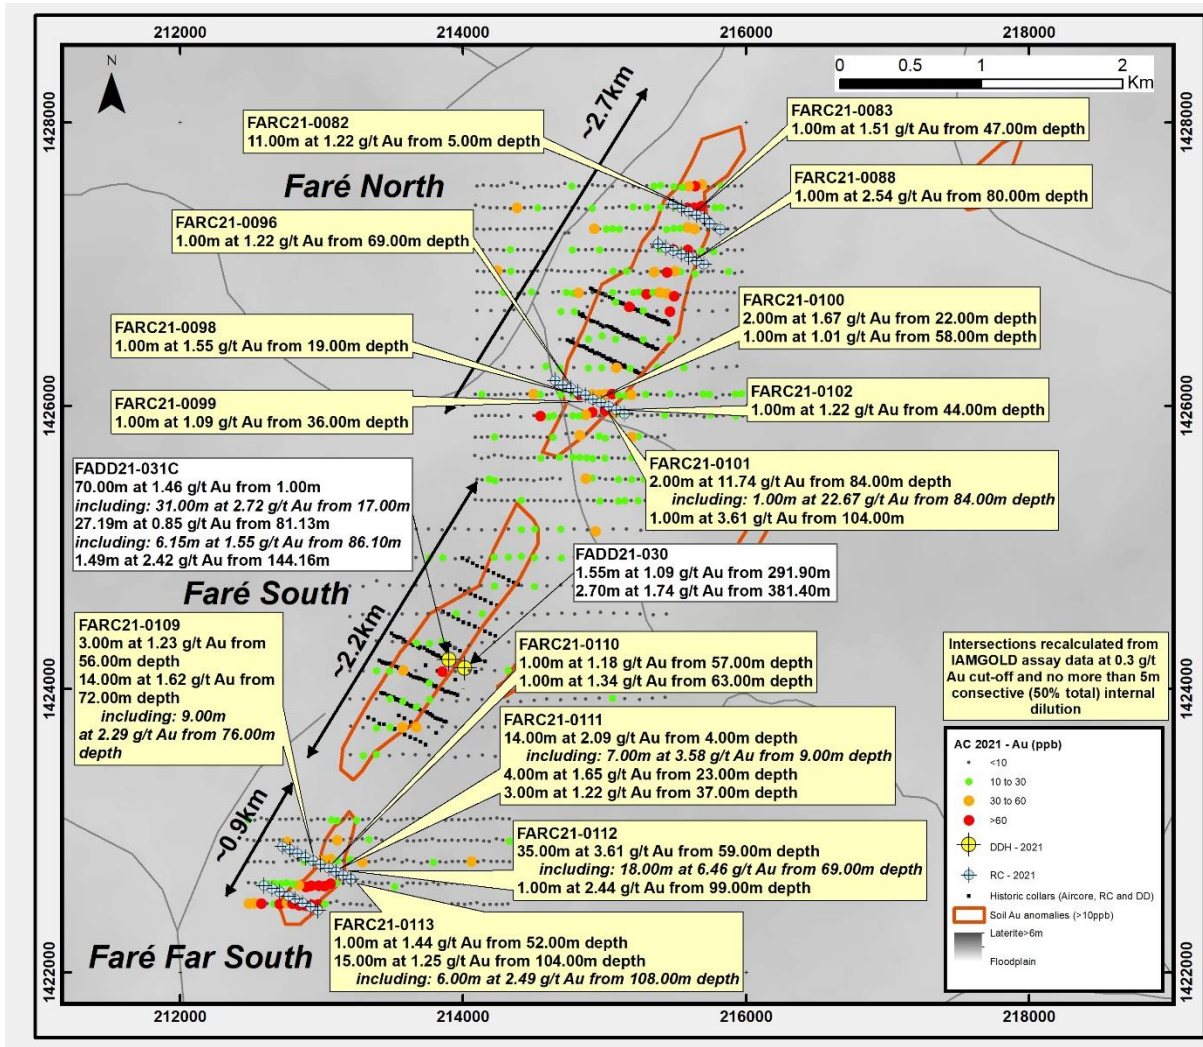 212000
214000
216000
218000
N
0
0.5
1
2
Km
1428000
1428000
~2.7km
FARC21-0082
11.00m at 1.22 g/t Au from 5.00m depth
FARC21-0083
1.00m at 1.51 g/t Au from 47.00m depth
Faré North
FARC21-0088
1.00m at 2.54 g/t Au from 80.00m depth
FARC21-0096
1.00m at 1.22 g/t Au from 69.00m depth
FARC21-0100
2.00m at 1.67 g/t Au from 22.00m depth
1.00m at 1.01 g/t Au from 58.00m depth
FARC21-0098
1.00m at 1.55 g/t Au from 19.00m depth
1426000
1426000
FARC21-0099
1.00m at 1.09 g/t Au from 36.00m depth
FARC21-0102
1.00m at 1.22 g/t Au from 44.00m depth
FARC21-0101
2.00m at 11.74 g/t Au from 84.00m depth
including: 1.00m at 22.67 g/t Au from 84.00m depth
1.00m at 3.61 g/t Au from 104.00m
FADD21-031C
70.00m at 1.46 g/t Au from 1.00m
including: 31.00m at 2.72 g/t Au from 17.00m
27.19m at 0.85 g/t Au from 81.13m
including: 6.15m at 1.55 g/t Au from 86.10m
1.49m at 2.42 g/t Au from 144.16m
FADD21-030
1.55m at 1.09 g/t Au from 291.90m
2.70m at 1.74 g/t Au from 381.40m
Faré South
~2.2km
1424000
1424000
FARC21-0109
3.00m at 1.23 g/t Au from
56.00m depth
14.00m at 1.62 g/t Au from
72.00m depth
including: 9.00m
at 2.29 g/t Au from 76.00m
depth
FARC21-0110
1.00m at 1.18 g/t Au from 57.00m depth
1.00m at 1.34 g/t Au from 63.00m depth
Intersections recalculated from
IAMGOLD assay data at 0.3 g/t
Au cut-off and no more than 5m
consective (50% total) internal
dilution
FARC21-0111
14.00m at 2.09 g/t Au from 4.00m depth
including: 7.00m at 3.58 g/t Au from 9.00m depth
4.00m at 1.65 g/t Au from 23.00m depth
3.00m at 1.22 g/t Au from 37.00m depth
~0.9km
FARC21-0112
35.00m at 3.61 g/t Au from 59.00m depth
including: 18.00m at 6.46 g/t Au from 69.00m depth
1.00m at 2.44 g/t Au from 99.00m depth
FARC21-0113
1.00m at 1.44 g/t Au from 52.00m depth
15.00m at 1.25 g/t Au from 104.00m depth
including: 6.00m at 2.49 g/t Au from 108.00m depth
Faré Far South
AC 2021 - Au (ppb)
<10
10 to 30
30 to 60
>60
DDH - 2021
RC - 2021
Historic collars (Aircore, RC and DD)
Soil Au anomalies (>10ppb)
Laterite>6m
Floodplain
1422000
1422000
212000
214000
216000
218000